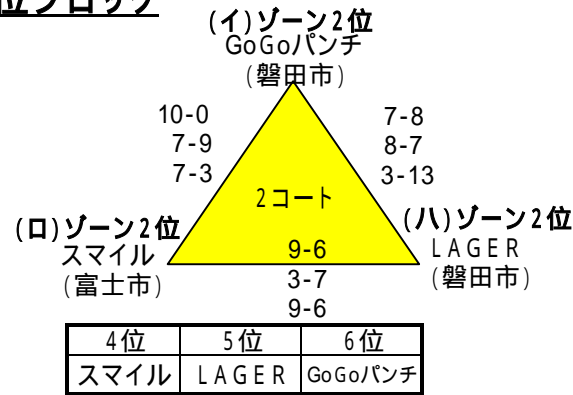 位ブロック
(イ)ゾーン2位
GoGoパンチ
(磐田市)
10-0
7-9
7-3
7-8
8-7
3-13
2コート
(ロ)ゾーン2位
スマイル
(富士市)
(ハ)ゾーン2位
LAGER
(磐田市)
9-6
3-7
9-6
4位 5位 6位
スマイル LAGER GoGoパンチ